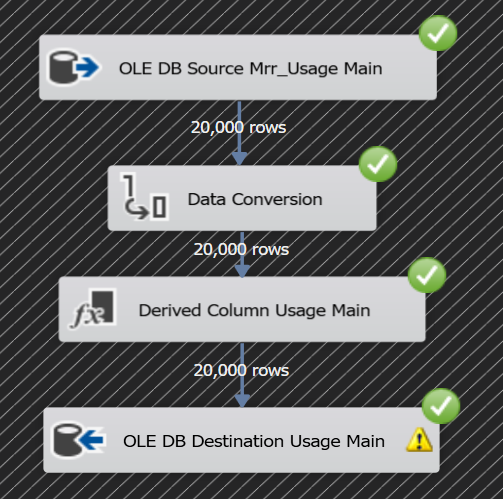 OLE DB Source Mrr_Usage Main
20,000 rows
Data Conversion
20,000 rows
fx
Derived Column Usage Main
20,000 rows
OLE DB Destination Usage Main